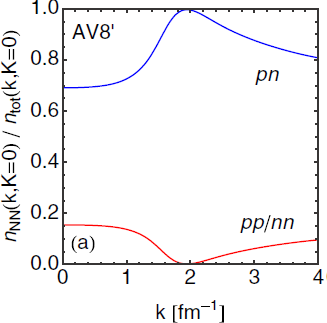 n_NN(k,K=0) / n_tot(k,K=0)
1.0
0.8
0.6
0.4
0.2
0.0
AV8'
pn
pp/nn
(a)
0 1 2 3 4
k [fm⁻¹]